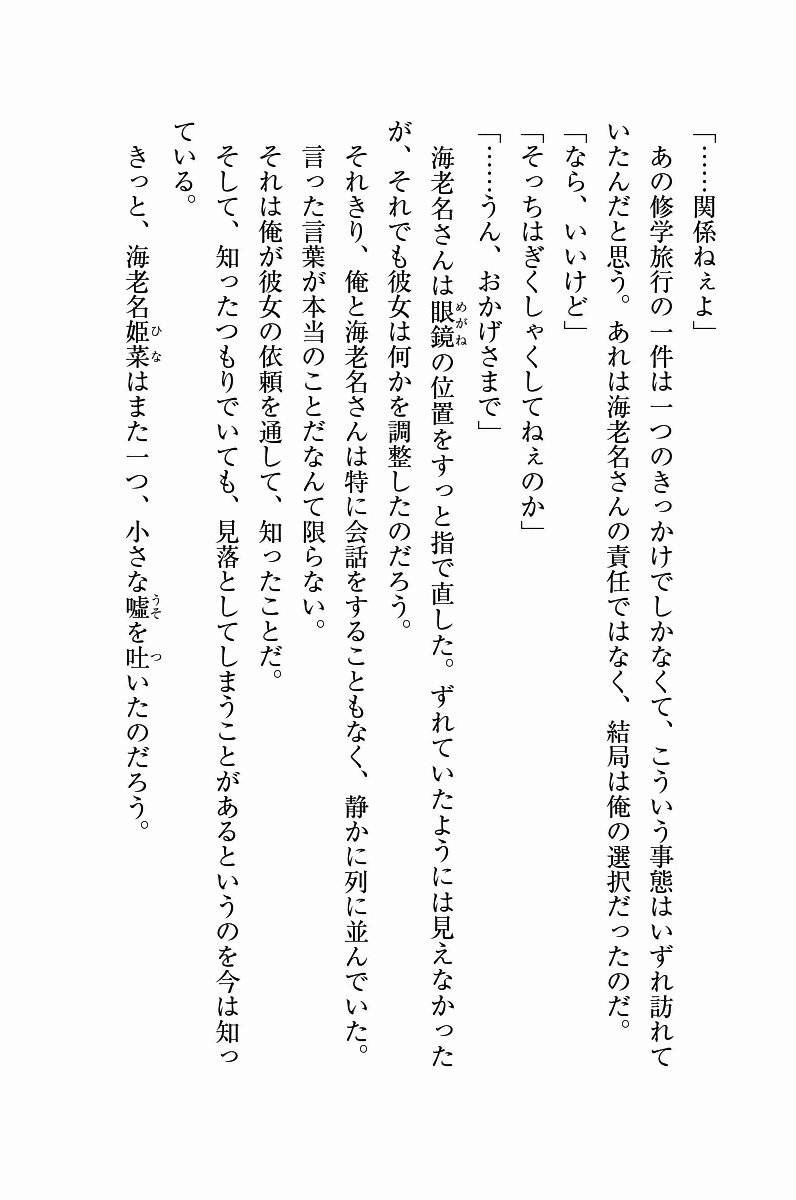 「……関係ねぇよ」
　あの修学旅行の一件は一つのきっかけでしかなくて、こういう事態はいずれ訪れて
いたんだと思う。あれは海老名さんの責任ではなく、結局は俺の選択だったのだ。
「なら、いいけど」
「そっちはぎくしゃくしてねぇのか」
「……うん、おかげさまで」
　海老名さんは眼鏡の位置をすっと指で直した。ずれていたようには見えなかった
が、それでも彼女は何かを調整したのだろう。
　それきり、俺と海老名さんは特に会話をすることもなく、静かに列に並んでいた。
　言った言葉が本当のことだなんて限らない。
　それは俺が彼女の依頼を通して、知ったことだ。
　そして、知ったつもりでいても、見落としてしまうことがあるというのを今は知っ
ている。
　きっと、海老名姫菜はまた一つ、小さな嘘を吐いたのだろう。
めがね
ひな
うそ
つ